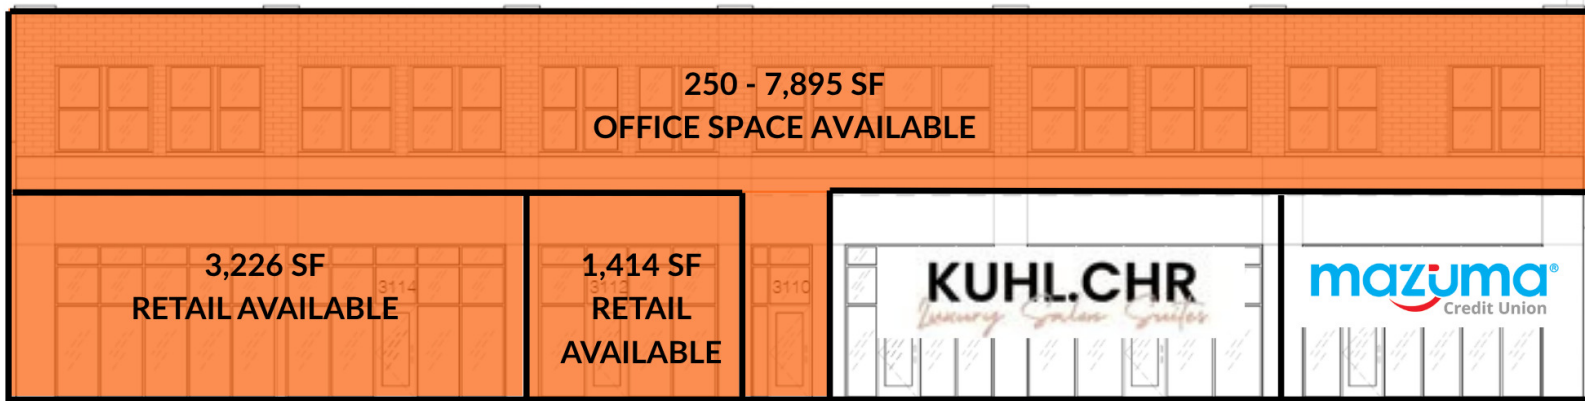 250 - 7,895 SF
OFFICE SPACE AVAILABLE
3,226 SF
RETAIL AVAILABLE
3114
1,414 SF
RETAIL
AVAILABLE
3112
3110
KUHL.CHR
Luxury Salon Suites
mazuma®
Credit Union